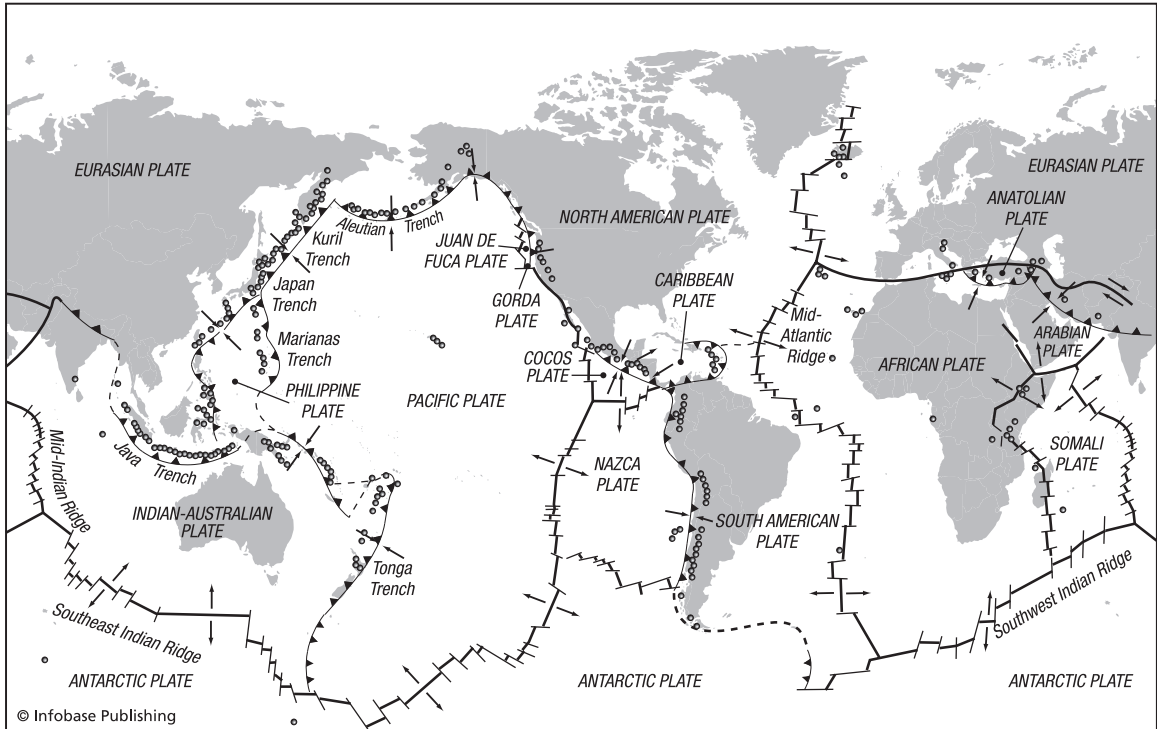 EURASIAN PLATE
Aleutian Trench
Kuril
Trench
Japan
Trench
Marianas
Trench
PHILIPPINE
PLATE
PACIFIC PLATE
NORTH AMERICAN PLATE
JUAN DE
FUCA PLATE
GORDA
PLATE
CARIBBEAN
PLATE
COCOS
PLATE
Mid-
Atlantic
Ridge
EURASIAN PLATE
ANATOLIAN
PLATE
ARABIAN
PLATE
AFRICAN PLATE
SOMALI
PLATE
NAZCA
PLATE
SOUTH AMERICAN
PLATE
Java Trench
Mid-Indian Ridge
INDIAN-AUSTRALIAN
PLATE
Tonga
Trench
Southeast Indian Ridge
Southwest Indian Ridge
ANTARCTIC PLATE
ANTARCTIC PLATE
ANTARCTIC PLATE
© Infobase Publishing